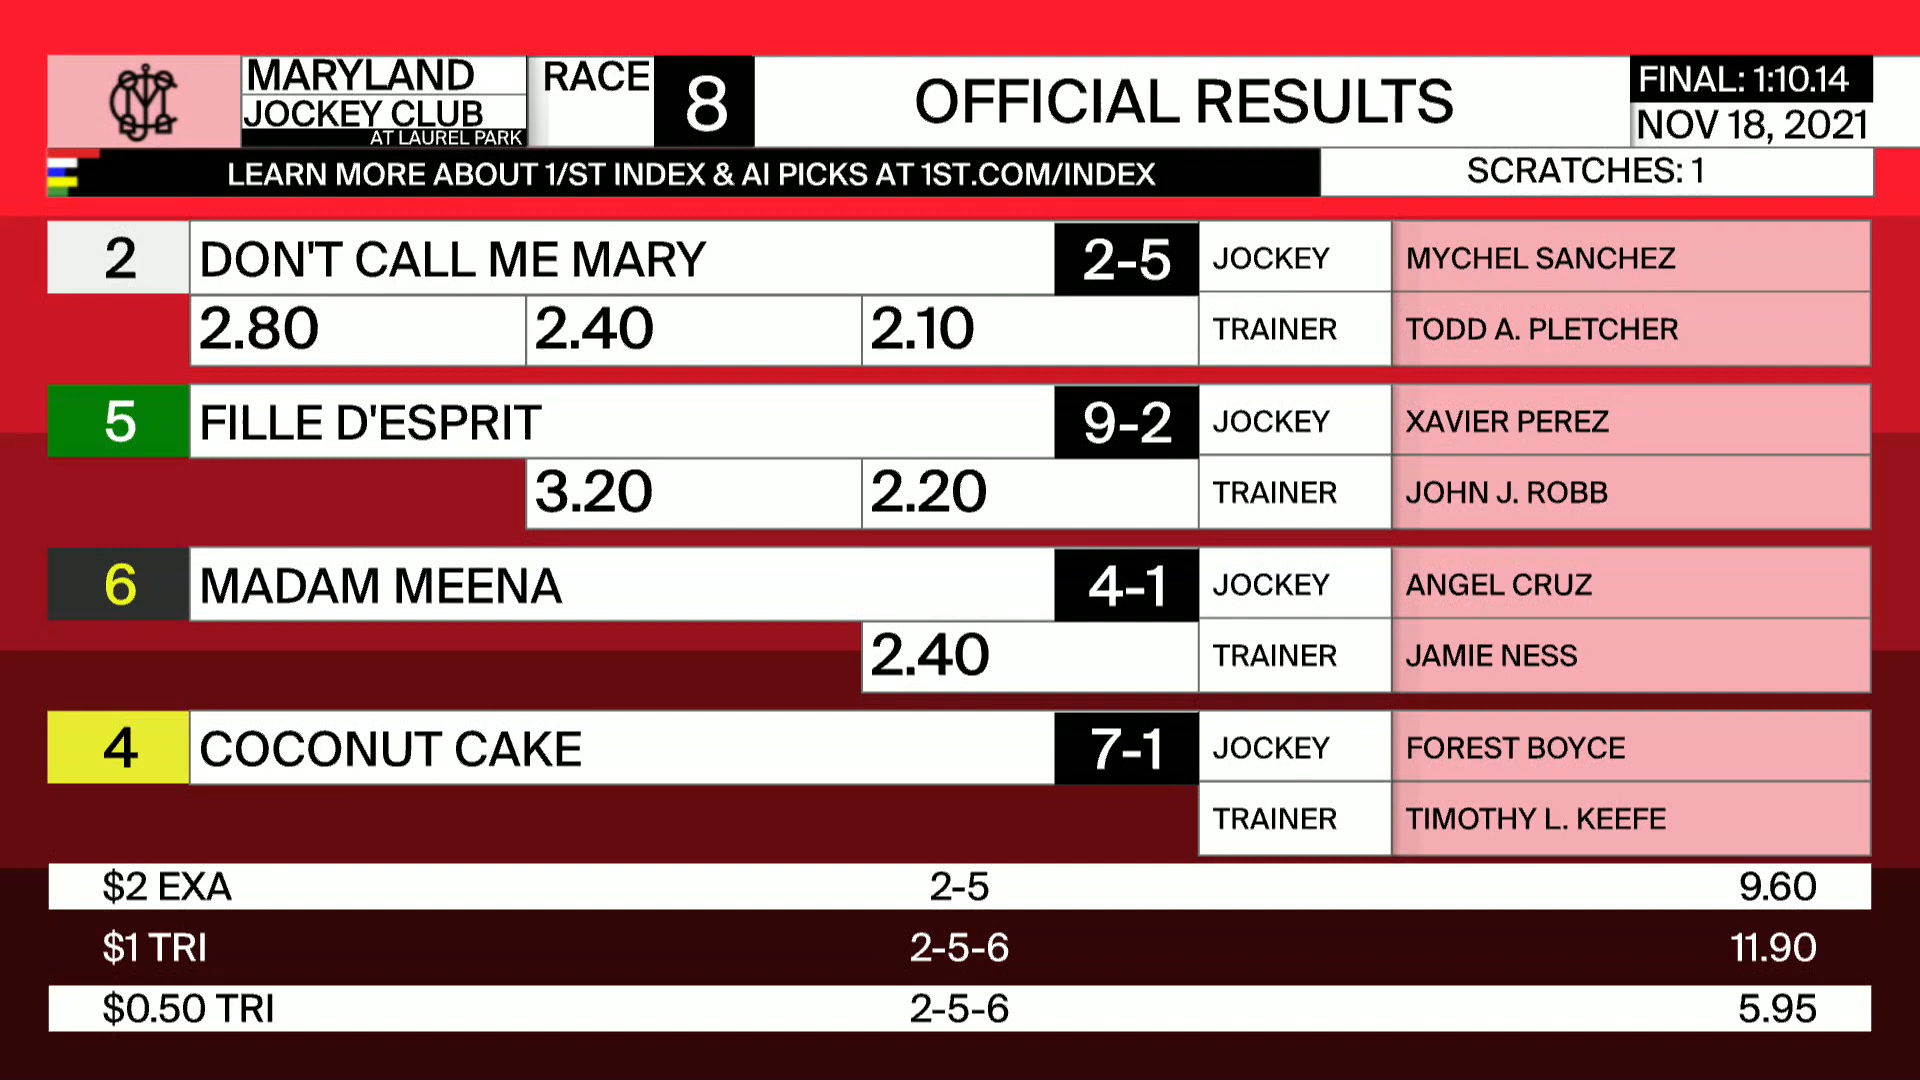 MARYLAND
JOCKEY CLUB
AT LAUREL PARK
RACE 8
OFFICIAL RESULTS
FINAL: 1:10.14
NOV 18, 2021
LEARN MORE ABOUT 1/ST INDEX & AI PICKS AT 1ST.COM/INDEX
SCRATCHES: 1
2 DON'T CALL ME MARY 2-5 JOCKEY MYCHEL SANCHEZ
2.80 2.40 2.10 TRAINER TODD A. PLETCHER
5 FILLE D'ESPRIT 9-2 JOCKEY XAVIER PEREZ
3.20 2.20 TRAINER JOHN J. ROBB
6 MADAM MEENA 4-1 JOCKEY ANGEL CRUZ
2.40 TRAINER JAMIE NESS
4 COCONUT CAKE 7-1 JOCKEY FOREST BOYCE
TRAINER TIMOTHY L. KEEFE
$2 EXA 2-5 9.60
$1 TRI 2-5-6 11.90
$0.50 TRI 2-5-6 5.95